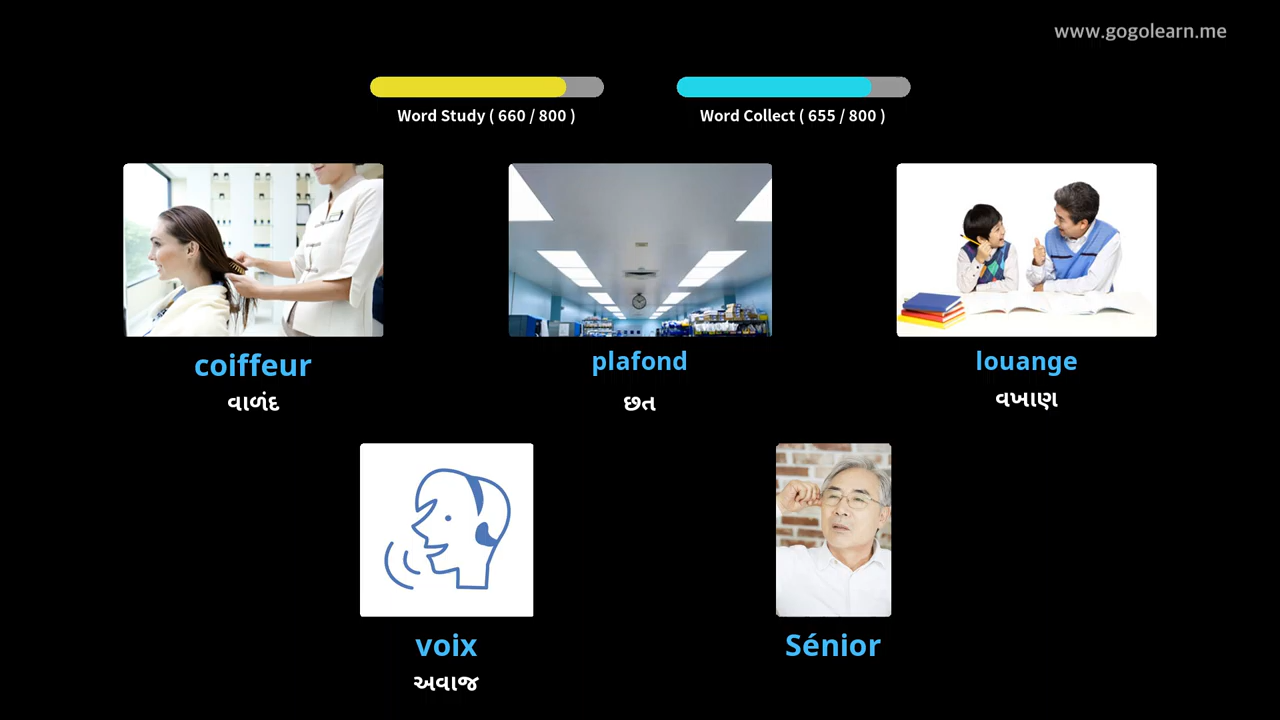 www.gogolearn.me
Word Study ( 660 / 800 )
Word Collect ( 655 / 800 )
coiffeur
વાળંદ
plafond
છત
louange
વખાણ
voix
અવાજ
Sénior